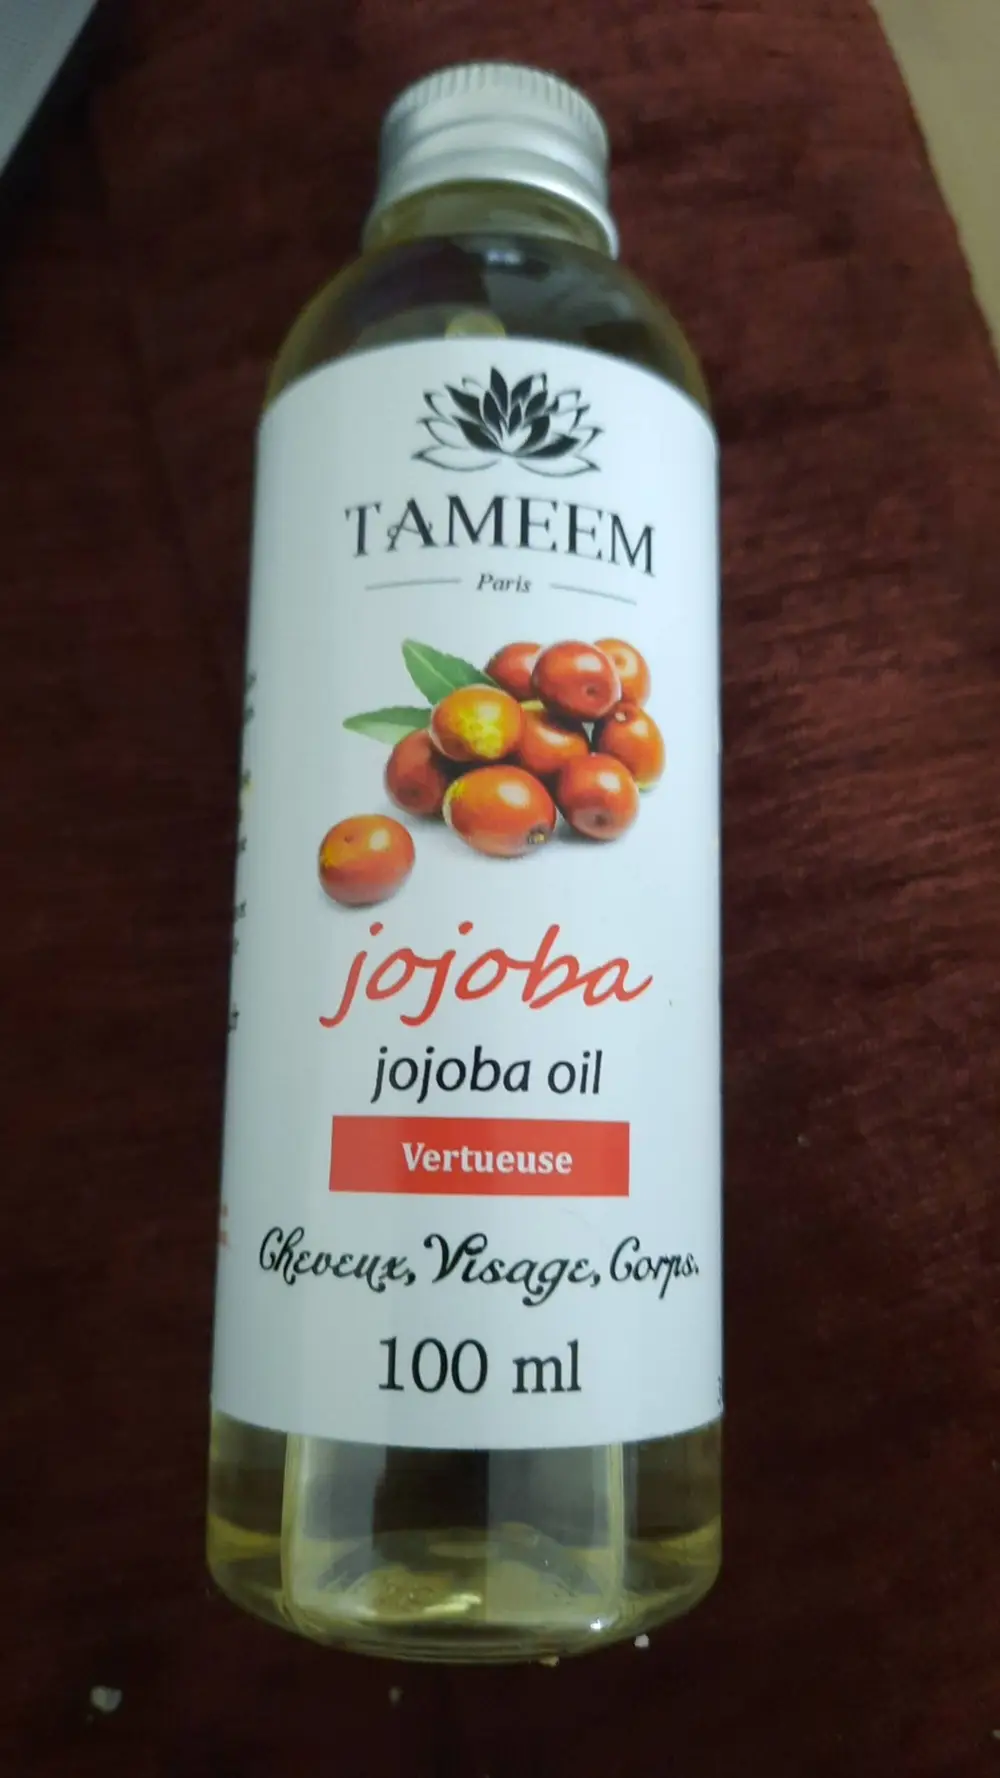 TAMEEM
Paris
jojoba
jojoba oil
Vertueuse
Cheveux, Visage, Corps.
100 ml